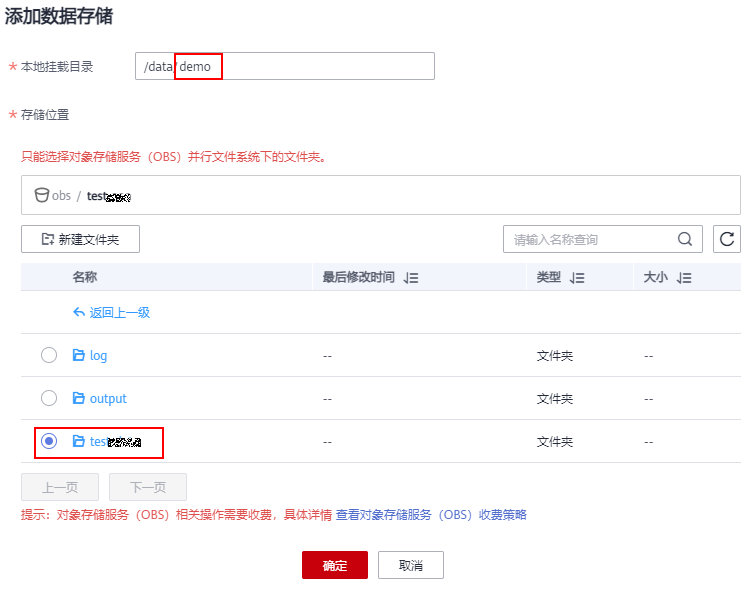 添加数据存储
* 本地挂载目录 /data/demo
* 存储位置
只能选择对象存储服务（OBS）并行文件系统下的文件夹。
obs / test
新建文件夹 请输入名称查询
名称 最后修改时间 类型 大小
返回上一级
log -- 文件夹 --
output -- 文件夹 --
tes -- 文件夹 --
上一页 下一页
提示：对象存储服务（OBS）相关操作需要收费，具体详情 查看对象存储服务（OBS）收费策略
确定 取消